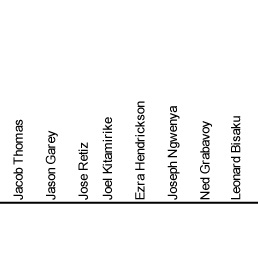 Jacob Thomas
Jason Garey
Jose Retiz
Joel Kitamirike
Ezra Hendrickson
Joseph Ngwenya
Ned Grabavoy
Leonard Bisaku